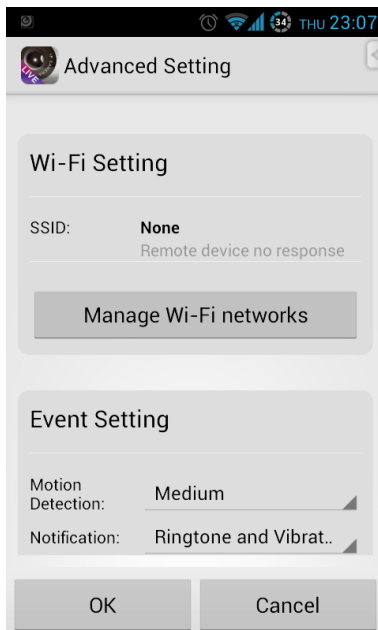 34 THU 23:07
LIVE
Advanced Setting
Wi-Fi Setting
SSID: None
Remote device no response
Manage Wi-Fi networks
Event Setting
Motion Detection: Medium
Notification: Ringtone and Vibrat..
OK Cancel